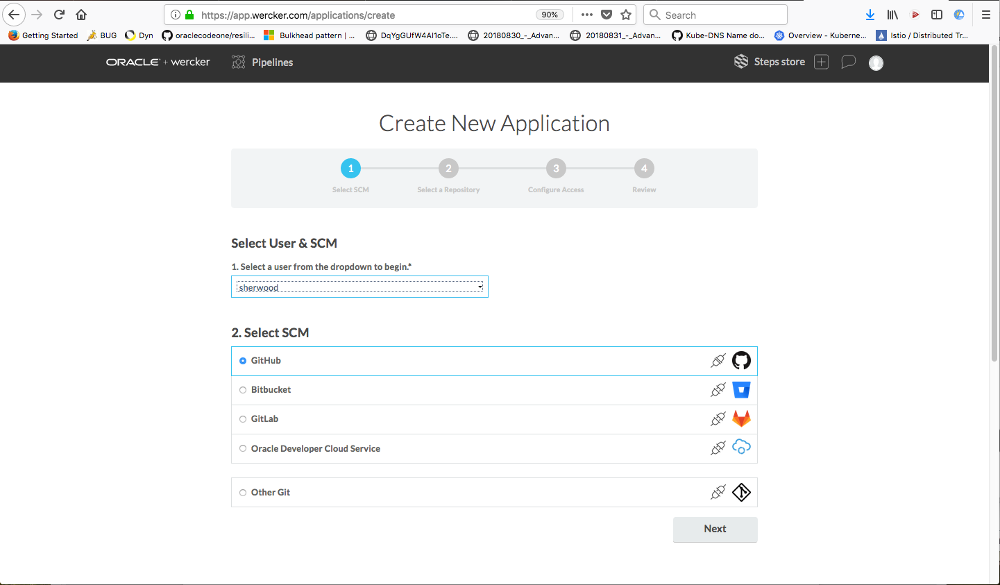 https://app.wercker.com/applications/create 90% Search
Getting Started BUG Dyn oraclecodeone/resili... Bulkhead pattern | ... DqYgGUfW4AI1oTe.... 20180830_-_Advan... 20180831_-_Advan... Kube-DNS Name do... Overview - Kuberne... Istio / Distributed Tr...
ORACLE + wercker Pipelines Steps store
Create New Application
1 2 3 4
Select SCM Select a Repository Configure Access Review
Select User & SCM
1. Select a user from the dropdown to begin.*
sherwood
2. Select SCM
GitHub
Bitbucket
GitLab
Oracle Developer Cloud Service
Other Git
Next